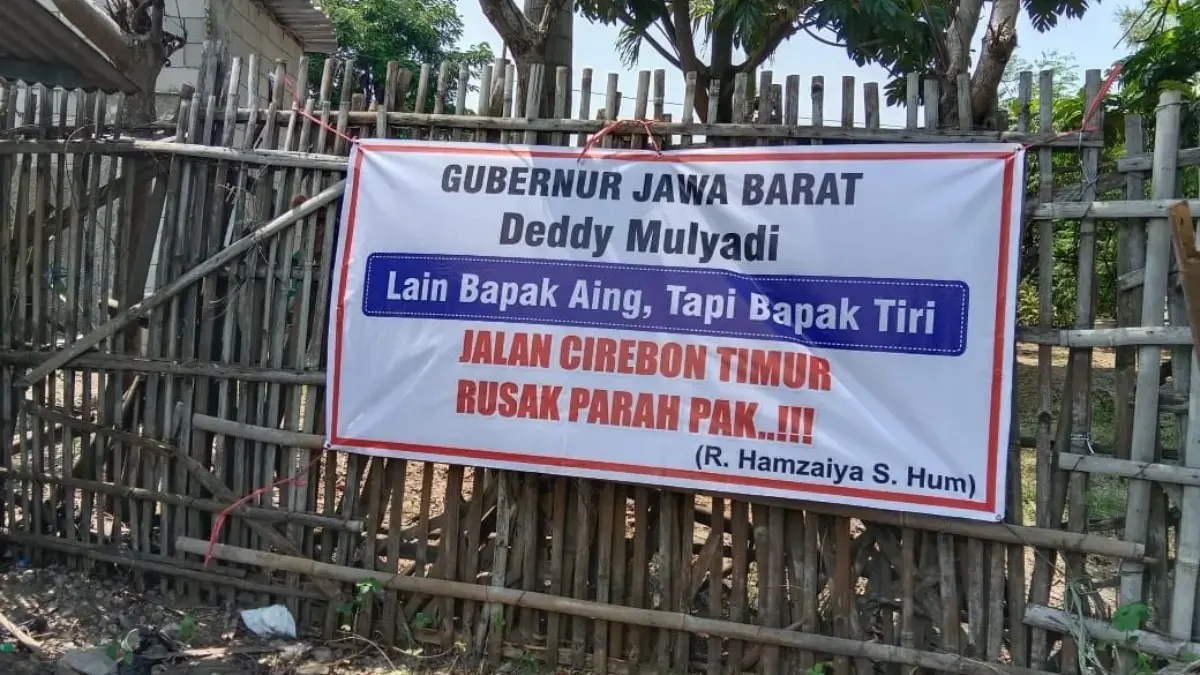 GUBERNUR JAWA BARAT
Deddy Mulyadi
Lain Bapak Aing, Tapi Bapak Tiri
JALAN CIREBON TIMUR
RUSAK PARAH PAK..!!!
(R. Hamzaiya S. Hum)